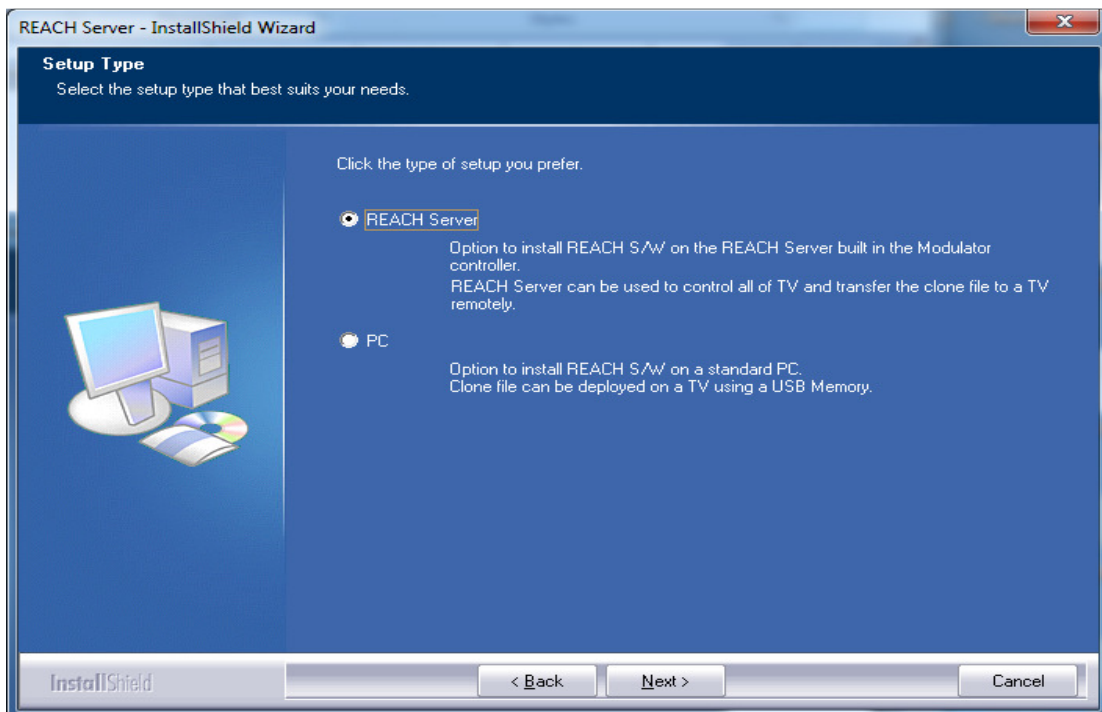 REACH Server - InstallShield Wizard
Setup Type
Select the setup type that best suits your needs.
Click the type of setup you prefer.
REACH Server
Option to install REACH S/W on the REACH Server built in the Modulator
controller.
REACH Server can be used to control all of TV and transfer the clone file to a TV
remotely.
PC
Option to install REACH S/W on a standard PC.
Clone file can be deployed on a TV using a USB Memory.
InstallShield
< Back
Next >
Cancel